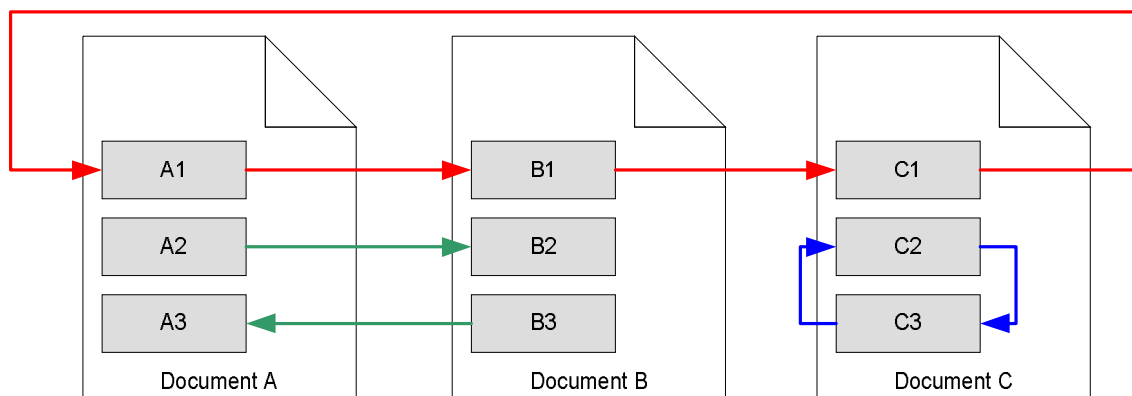 A1
B1
C1
A2
B2
C2
A3
B3
C3
Document A
Document B
Document C